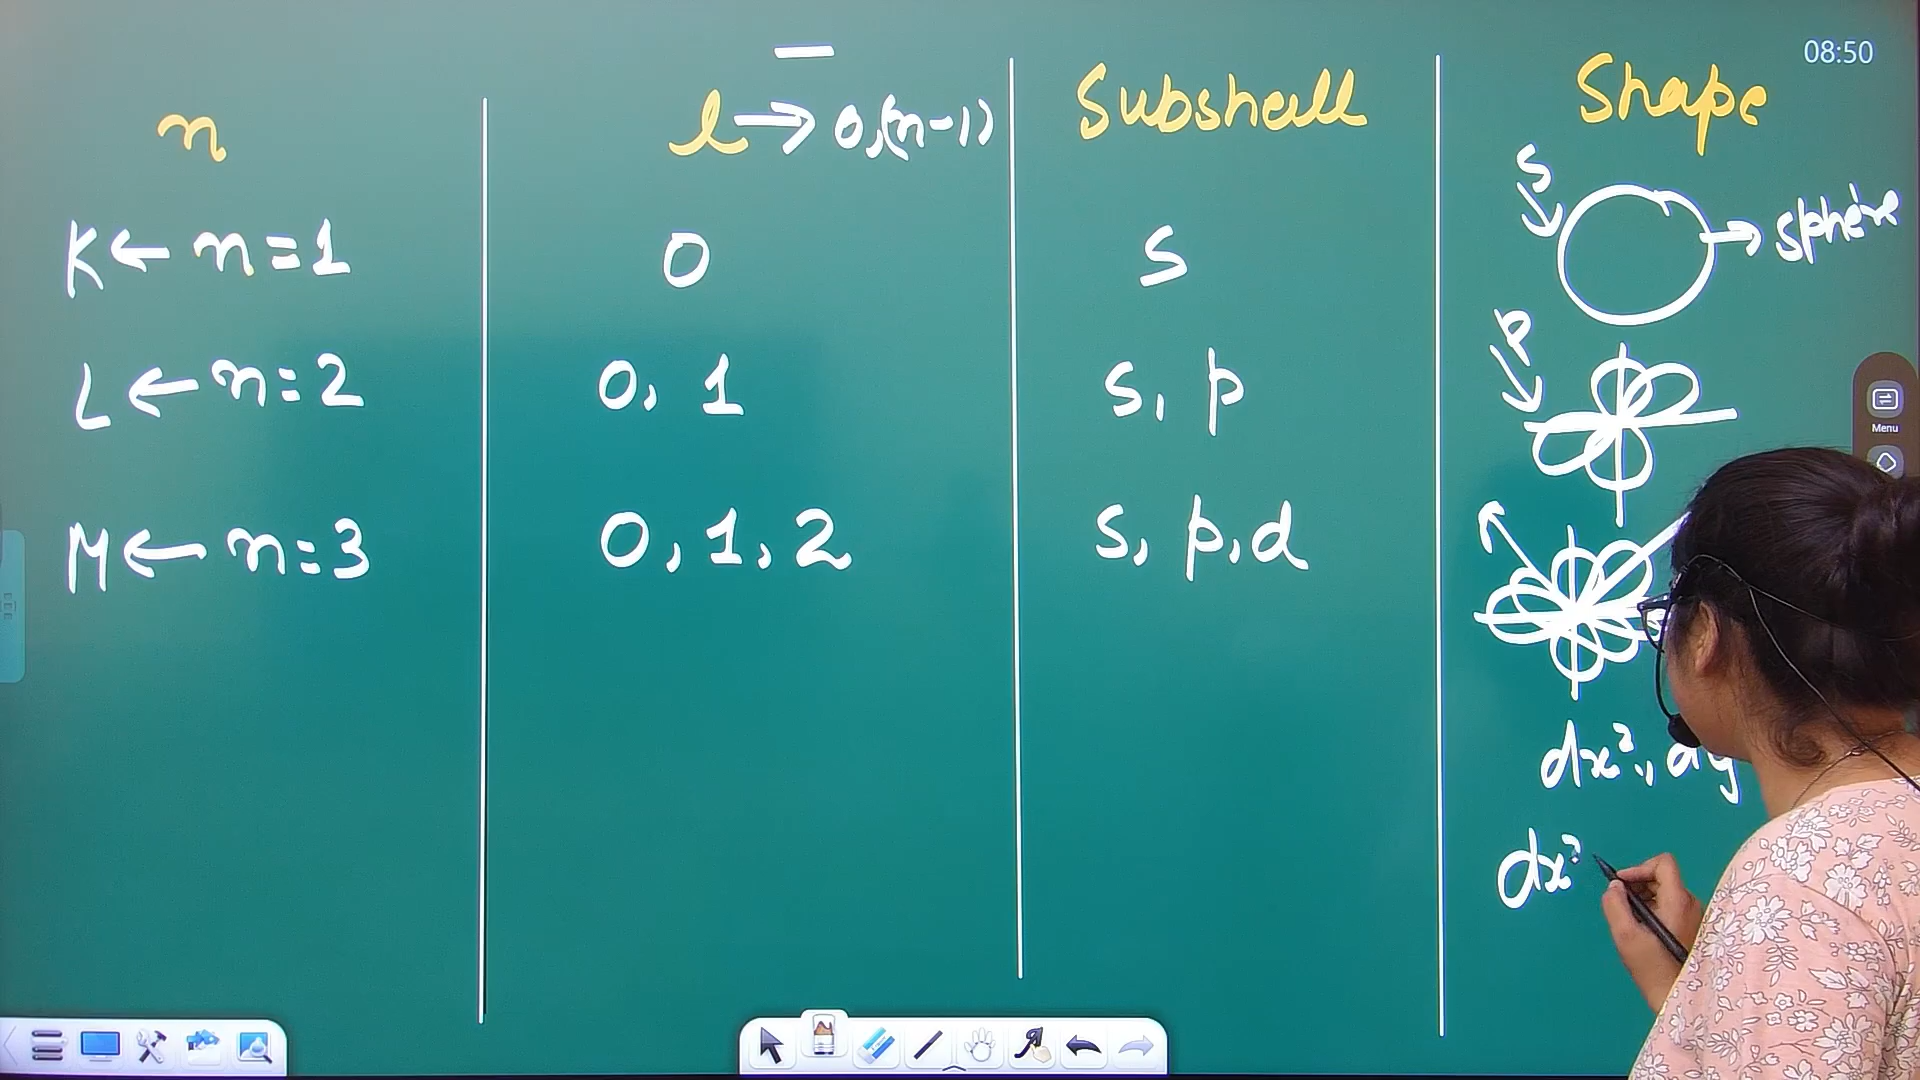 08:50
n l→0,(n-1) Subshell Shape
K←n=1 0 s s → sphere
L←n=2 0, 1 s, p p
Menu
M←n=3 0, 1, 2 s, p, d
dx²,, dy
dx²